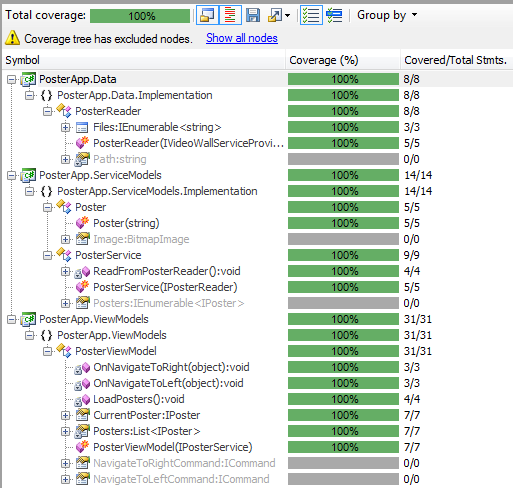 Total coverage: 100% Group by
Coverage tree has excluded nodes. Show all nodes
Symbol Coverage (%) Covered/Total Stmts.
PosterApp.Data 100% 8/8
PosterApp.Data.Implementation 100% 8/8
PosterReader 100% 8/8
Files:IEnumerable<string> 100% 3/3
PosterReader(IVideoWallServiceProvi... 100% 5/5
Path:string 100% 0/0
PosterApp.ServiceModels 100% 14/14
PosterApp.ServiceModels.Implementation 100% 14/14
Poster 100% 5/5
Poster(string) 100% 5/5
Image:BitmapImage 100% 0/0
PosterService 100% 9/9
ReadFromPosterReader():void 100% 4/4
PosterService(IPosterReader) 100% 5/5
Posters:IEnumerable<IPoster> 100% 0/0
PosterApp.ViewModels 100% 31/31
PosterApp.ViewModels 100% 31/31
PosterViewModel 100% 31/31
OnNavigateToRight(object):void 100% 3/3
OnNavigateToLeft(object):void 100% 3/3
LoadPosters():void 100% 4/4
CurrentPoster:IPoster 100% 7/7
Posters:List<IPoster> 100% 7/7
PosterViewModel(IPosterService) 100% 7/7
NavigateToRightCommand:ICommand 100% 0/0
NavigateToLeftCommand:ICommand 100% 0/0